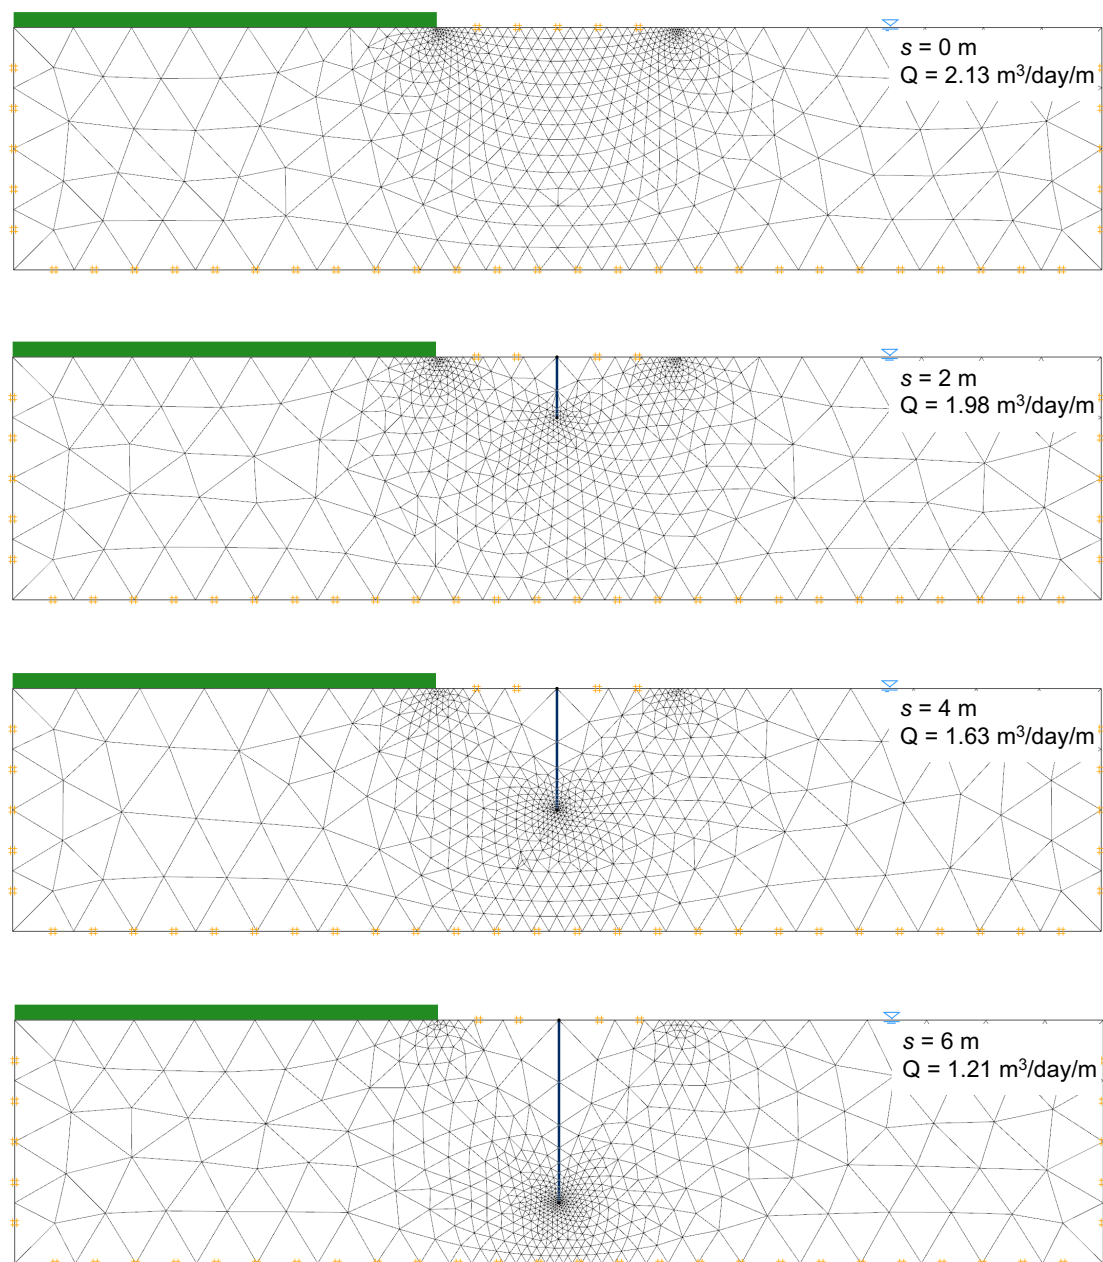 s = 0 m
Q = 2.13 m³/day/m
s = 2 m
Q = 1.98 m³/day/m
s = 4 m
Q = 1.63 m³/day/m
s = 6 m
Q = 1.21 m³/day/m